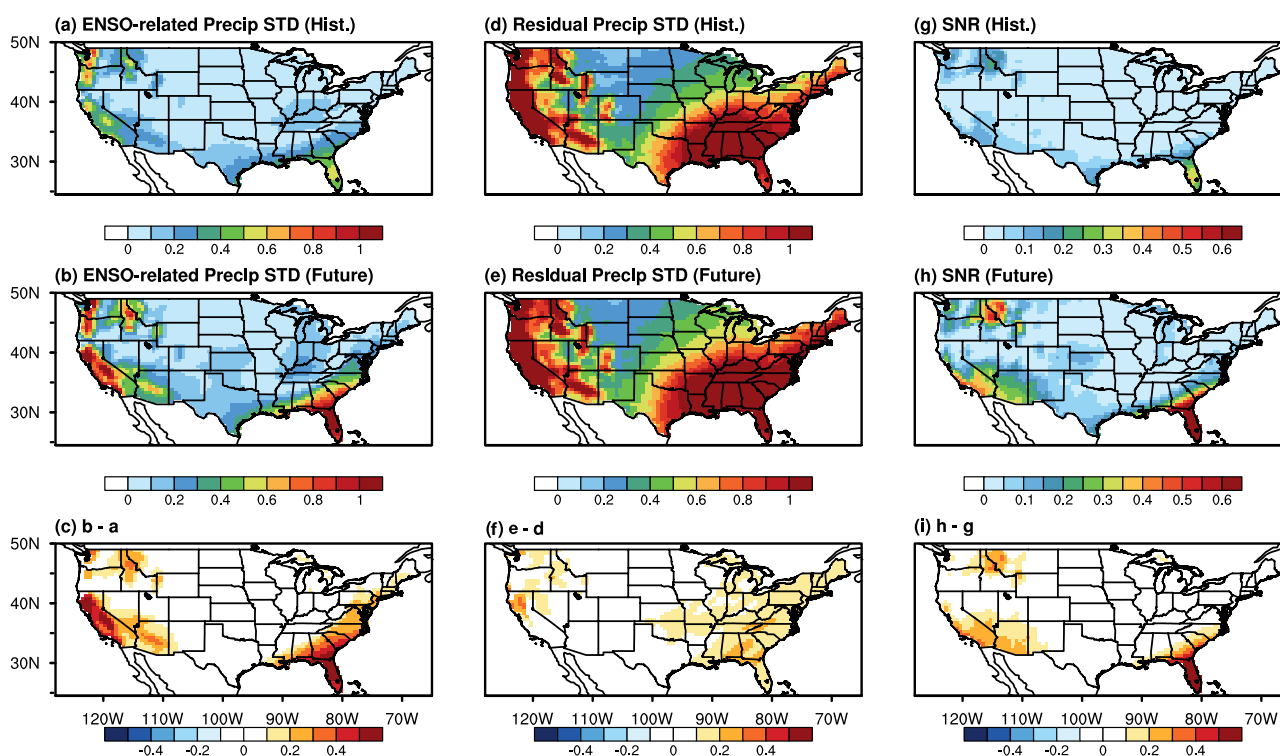 (a) ENSO-related Precip STD (Hist.) (d) Residual Precip STD (Hist.) (g) SNR (Hist.)
50N
40N
30N
0 0.2 0.4 0.6 0.8 1 0 0.2 0.4 0.6 0.8 1 0 0.1 0.2 0.3 0.4 0.5 0.6
(b) ENSO-related Precip STD (Future) (e) Residual Precip STD (Future) (h) SNR (Future)
50N
40N
30N
0 0.2 0.4 0.6 0.8 1 0 0.2 0.4 0.6 0.8 1 0 0.1 0.2 0.3 0.4 0.5 0.6
(c) b - a (f) e - d (i) h - g
50N
40N
30N
120W 100W 90W 80W 70W 120W 100W 90W 80W 70W 120W 100W 90W 80W 70W
-0.4 -0.2 0 0.2 0.4 -0.4 -0.2 0 0.2 0.4 -0.4 -0.2 0 0.2 0.4